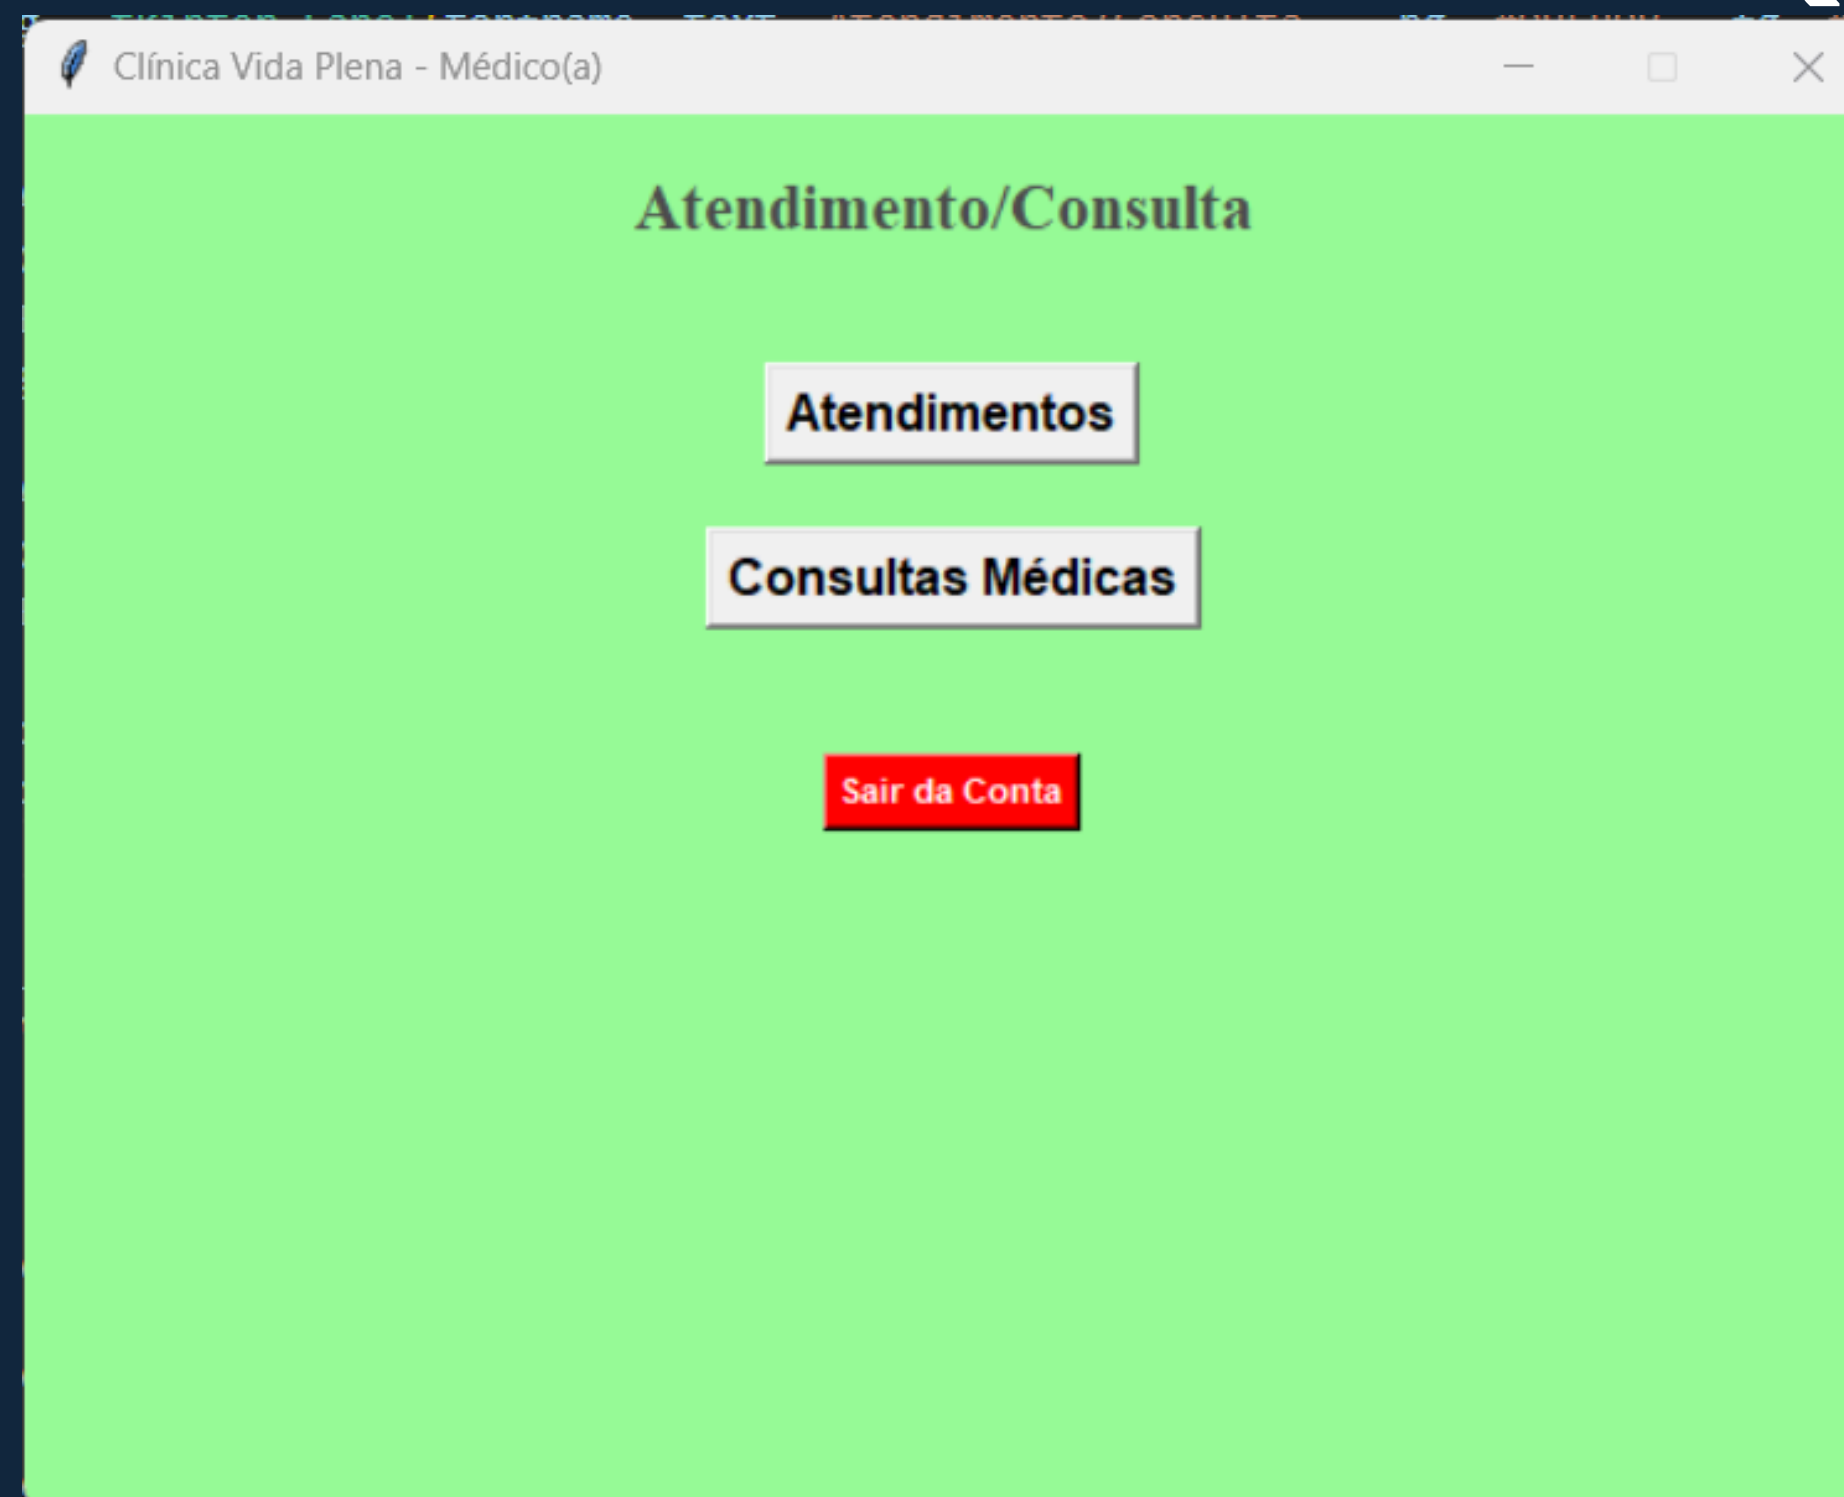 Clínica Vida Plena - Médico(a)
Atendimento/Consulta
Atendimentos
Consultas Médicas
Sair da Conta